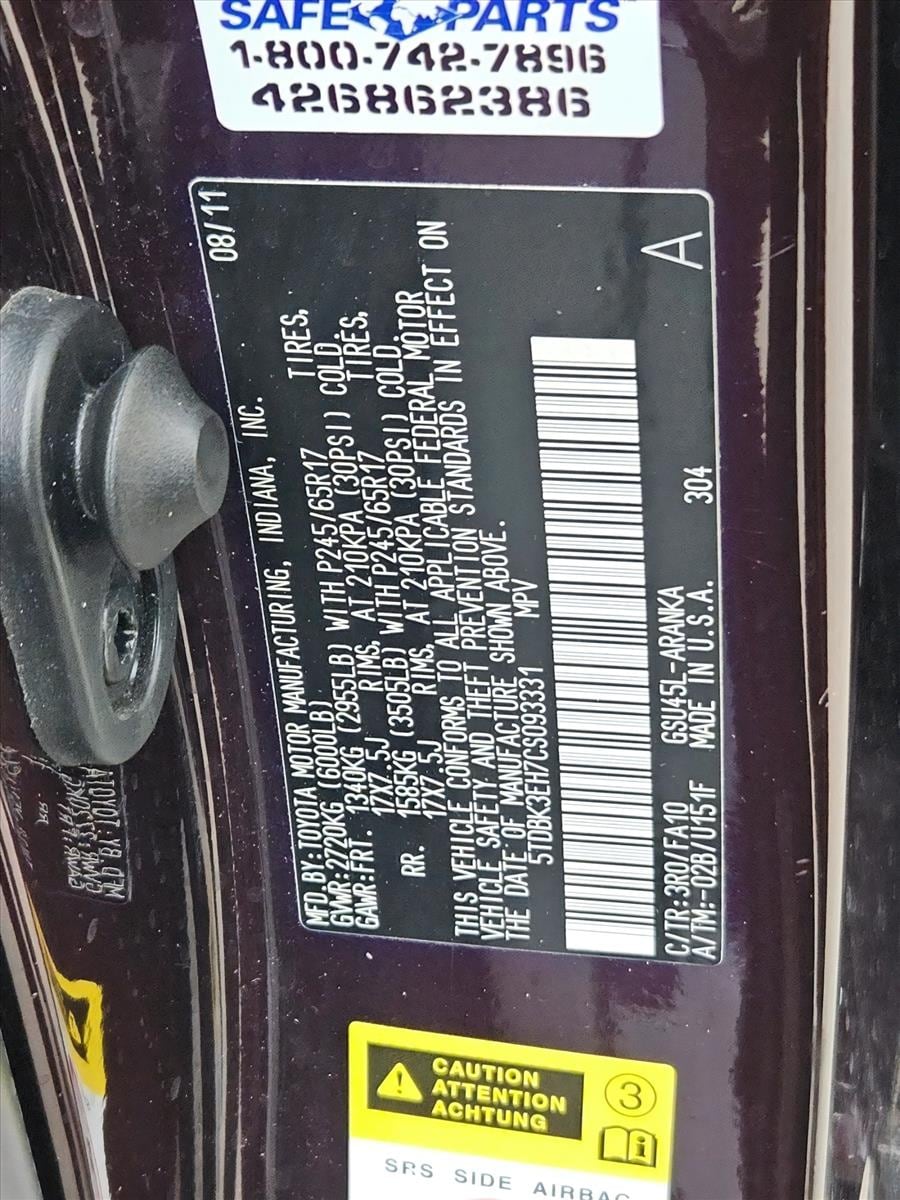 SAFE PARTS™
1-800-742-7896
426862386
08/11
MFD.BY:TOYOTA MOTOR MANUFACTURING, INDIANA, INC.
GVWR:2720KG (6000LB)
GAWR:FRT. 1340KG (2955LB) WITH P245/65R17 TIRES,
17X7.5J RIMS, AT 210KPA (30PSI) COLD.
RR. 1585KG (3505LB) WITH P245/65R17 TIRES,
17X7.5J RIMS, AT 210KPA (30PSI) COLD.
THIS VEHICLE CONFORMS TO ALL APPLICABLE FEDERAL MOTOR
VEHICLE SAFETY AND THEFT PREVENTION STANDARDS IN EFFECT ON
THE DATE OF MANUFACTURE SHOWN ABOVE.
5TDBK3EH7CS093331 MPV
C/TR:3R0/FA10 GSU45L-ARANKA
A/TM:-02B/U151F MADE IN U.S.A. 304
A
CAUTION
ATTENTION
ACHTUNG
3
i
SRS SIDE AIRBAG
MFD BY:TOYOTA